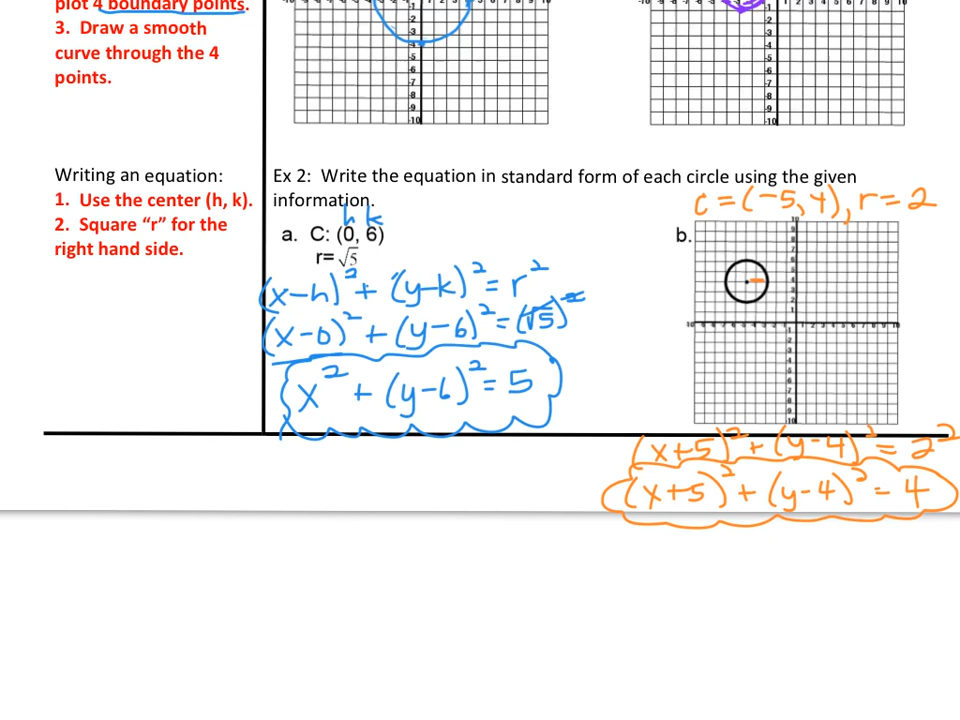 plot 4 boundary points.
3. Draw a smooth
curve through the 4
points.
Writing an equation:
1. Use the center (h, k).
2. Square “r” for the
right hand side.
Ex 2: Write the equation in standard form of each circle using the given
information.
h k
a. C: (0, 6)
r= √5
(x-h)² + (y-k)² = r²
(x-0)² + (y-6)² = (√5)²
x² + (y-6)² = 5
C = (-5, 4), r = 2
b.
(x+5)² + (y-4)² = 2²
(x+5)² + (y-4)² = 4